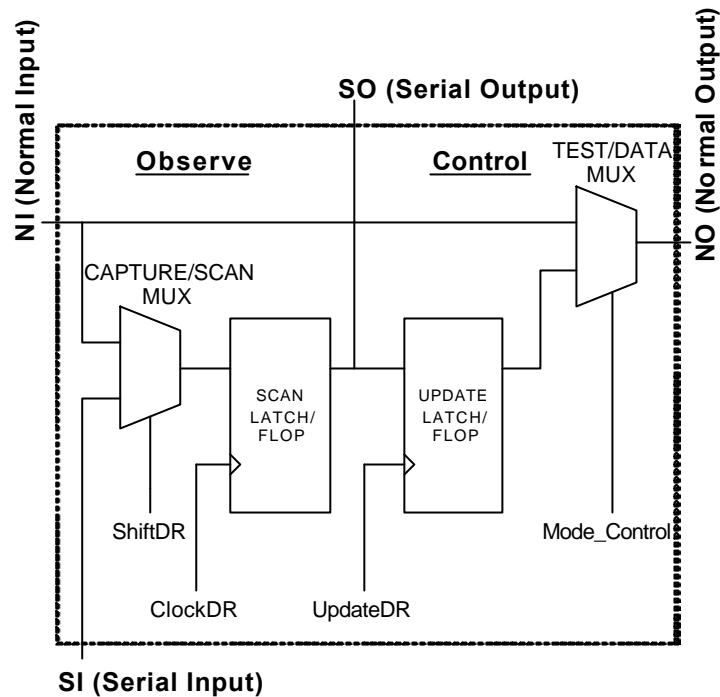 NI (Normal Input)
SO (Serial Output)
NO (Normal Output)
Observe
Control
TEST/DATA
MUX
CAPTURE/SCAN
MUX
SCAN
LATCH/
FLOP
UPDATE
LATCH/
FLOP
ShiftDR
Mode_Control
ClockDR
UpdateDR
SI (Serial Input)